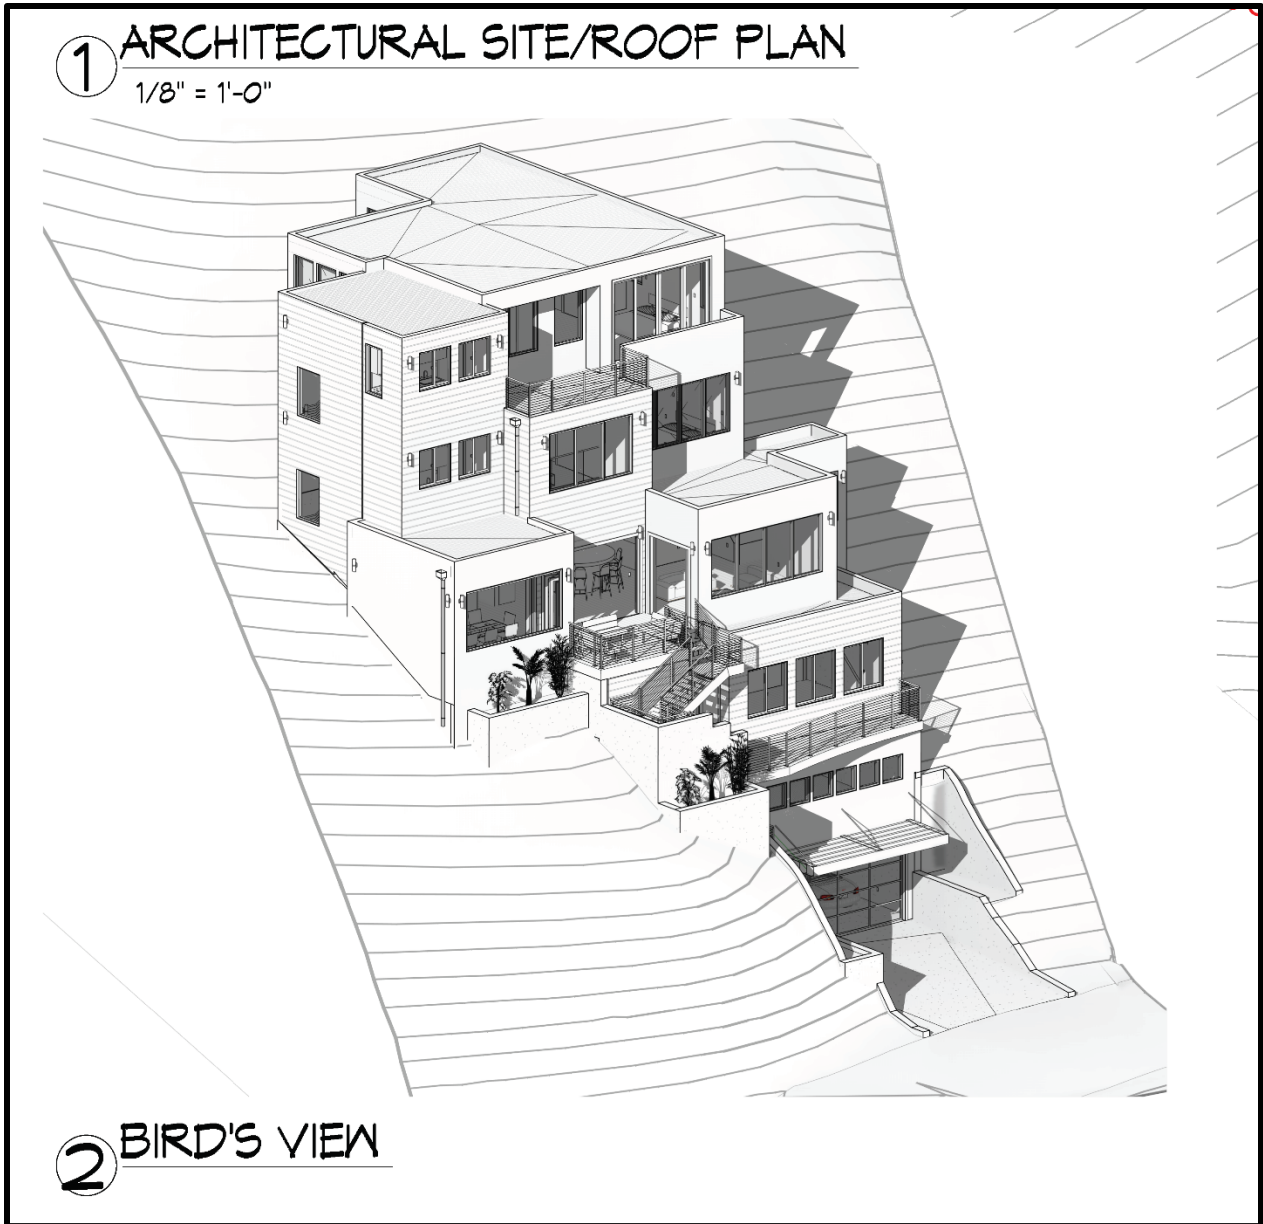 1 ARCHITECTURAL SITE/ROOF PLAN
1/8" = 1'-0"
2 BIRD'S VIEW